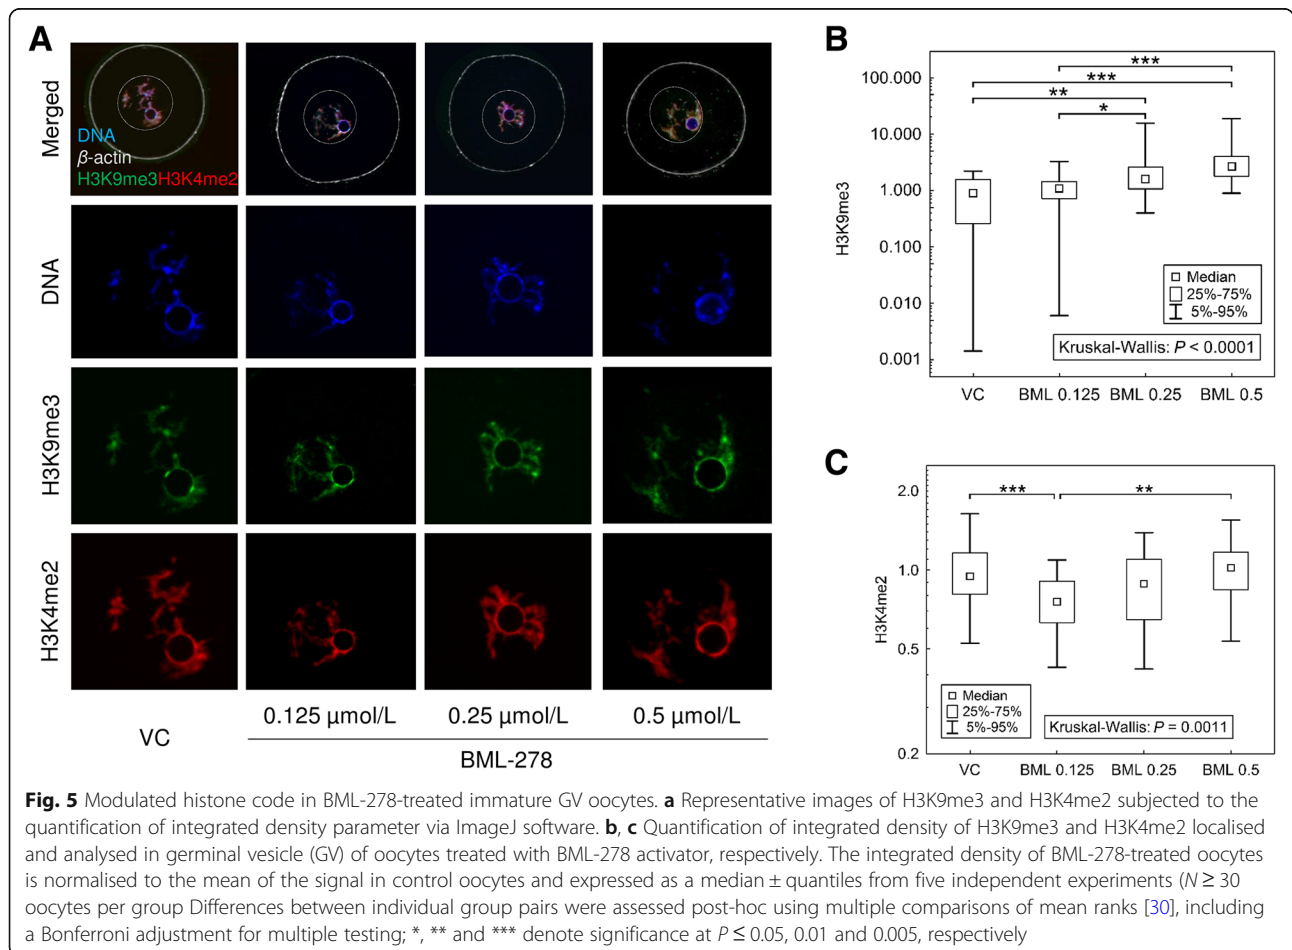 A
Merged
DNA
β-actin
H3K9me3H3K4me2
DNA
H3K9me3
H3K4me2
VC
0.125 μmol/L
0.25 μmol/L
0.5 μmol/L
BML-278
B
H3K9me3
100.000
10.000
1.000
0.100
0.010
0.001
***
***
**
*
Median
25%-75%
5%-95%
Kruskal-Wallis: P < 0.0001
VC
BML 0.125
BML 0.25
BML 0.5
C
H3K4me2
2.0
1.0
0.5
0.2
***
**
Median
25%-75%
5%-95%
Kruskal-Wallis: P = 0.0011
VC
BML 0.125
BML 0.25
BML 0.5
Fig. 5 Modulated histone code in BML-278-treated immature GV oocytes. a Representative images of H3K9me3 and H3K4me2 subjected to the
quantification of integrated density parameter via ImageJ software. b, c Quantification of integrated density of H3K9me3 and H3K4me2 localised
and analysed in germinal vesicle (GV) of oocytes treated with BML-278 activator, respectively. The integrated density of BML-278-treated oocytes
is normalised to the mean of the signal in control oocytes and expressed as a median ± quantiles from five independent experiments (N ≥ 30
oocytes per group Differences between individual group pairs were assessed post-hoc using multiple comparisons of mean ranks [30], including
a Bonferroni adjustment for multiple testing; *, ** and *** denote significance at P ≤ 0.05, 0.01 and 0.005, respectively